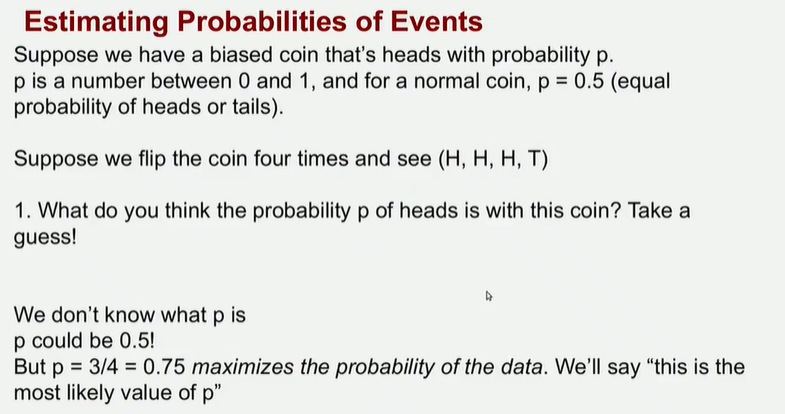 Estimating Probabilities of Events
Suppose we have a biased coin that's heads with probability p.
p is a number between 0 and 1, and for a normal coin, p = 0.5 (equal
probability of heads or tails).
Suppose we flip the coin four times and see (H, H, H, T)
1. What do you think the probability p of heads is with this coin? Take a
guess!
We don't know what p is
p could be 0.5!
But p = 3/4 = 0.75 maximizes the probability of the data. We'll say “this is the
most likely value of p”